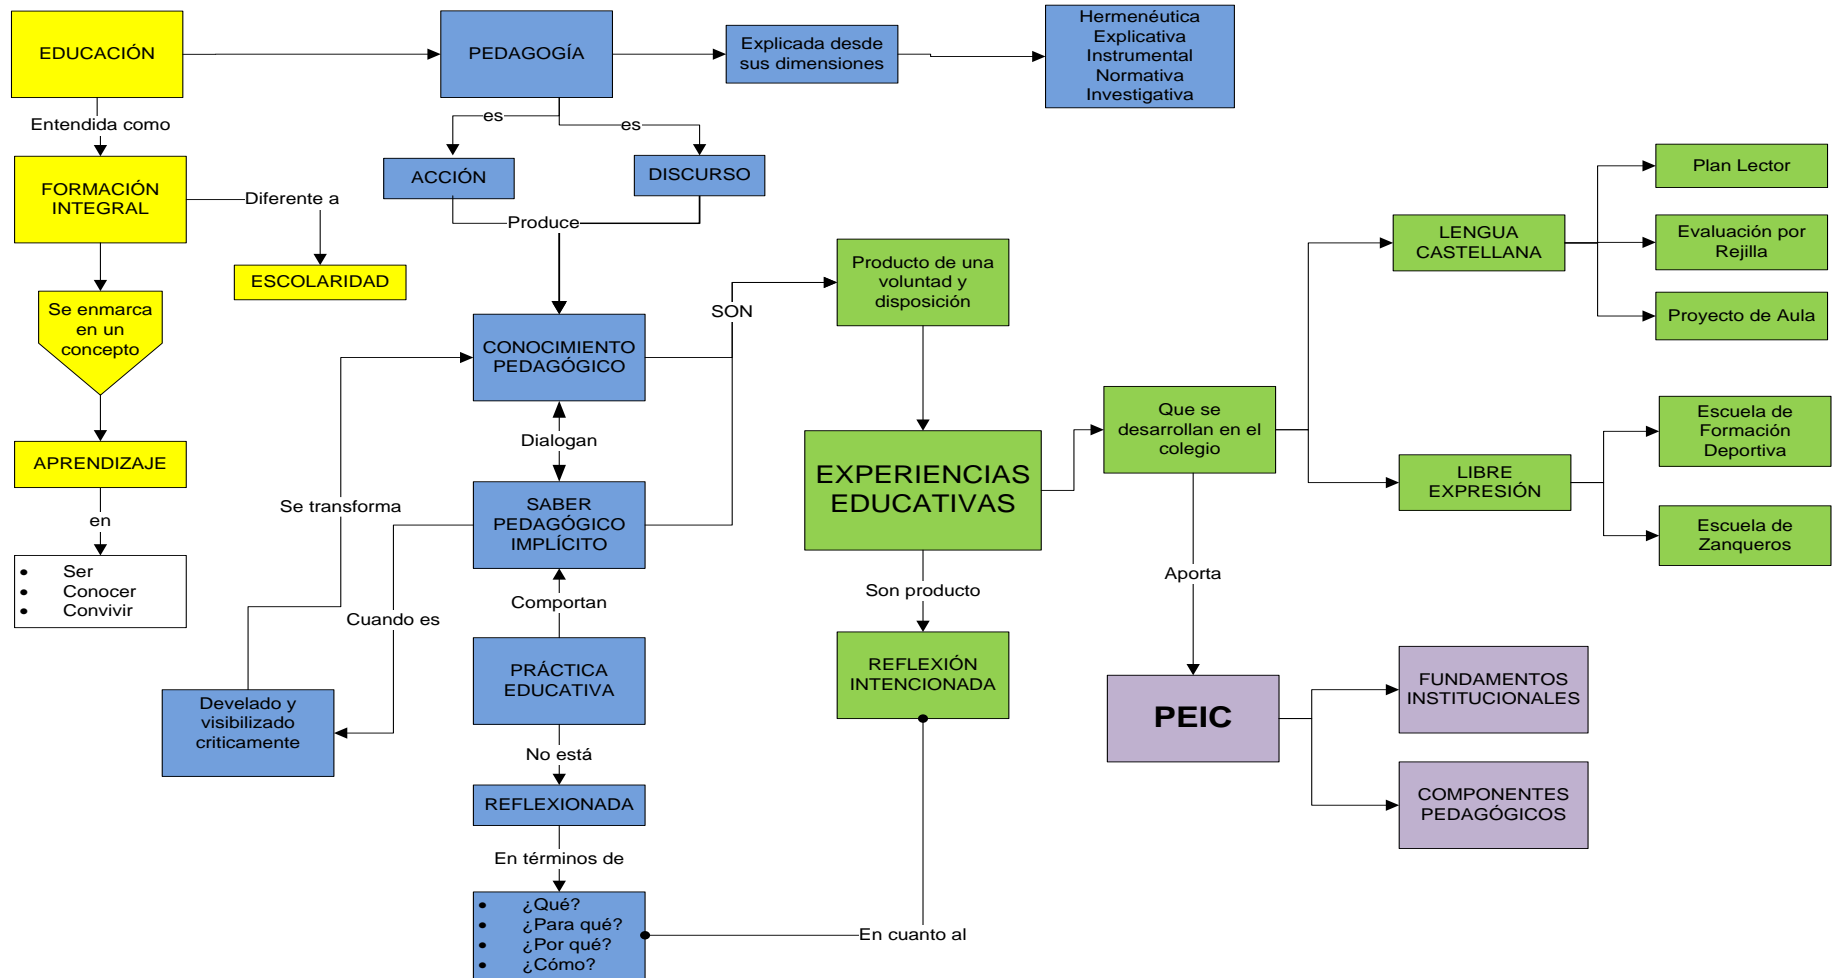 EDUCACIÓN
PEDAGOGÍA
Explicada desde
sus dimensiones
Hermenéutica
Explicativa
Instrumental
Normativa
Investigativa
Entendida como
es
es
FORMACIÓN
INTEGRAL
Diferente a
ESCOLARIDAD
ACCIÓN
DISCURSO
Produce
Se enmarca
en un
concepto
APRENDIZAJE
en
• Ser
• Conocer
• Convivir
CONOCIMIENTO
PEDAGÓGICO
Dialogan
SABER
PEDAGÓGICO
IMPLÍCITO
Se transforma
Cuando es
Develado y
visibilizado
criticamente
Comportan
PRÁCTICA
EDUCATIVA
No está
REFLEXIONADA
En términos de
• ¿Qué?
• ¿Para qué?
• ¿Por qué?
• ¿Cómo?
SON
Producto de una
voluntad y
disposición
EXPERIENCIAS
EDUCATIVAS
Son producto
REFLEXIÓN
INTENCIONADA
En cuanto al
Que se
desarrollan en el
colegio
LENGUA
CASTELLANA
Plan Lector
Evaluación por
Rejilla
Proyecto de Aula
LIBRE
EXPRESIÓN
Escuela de
Formación
Deportiva
Escuela de
Zanqueros
Aporta
PEIC
FUNDAMENTOS
INSTITUCIONALES
COMPONENTES
PEDAGÓGICOS